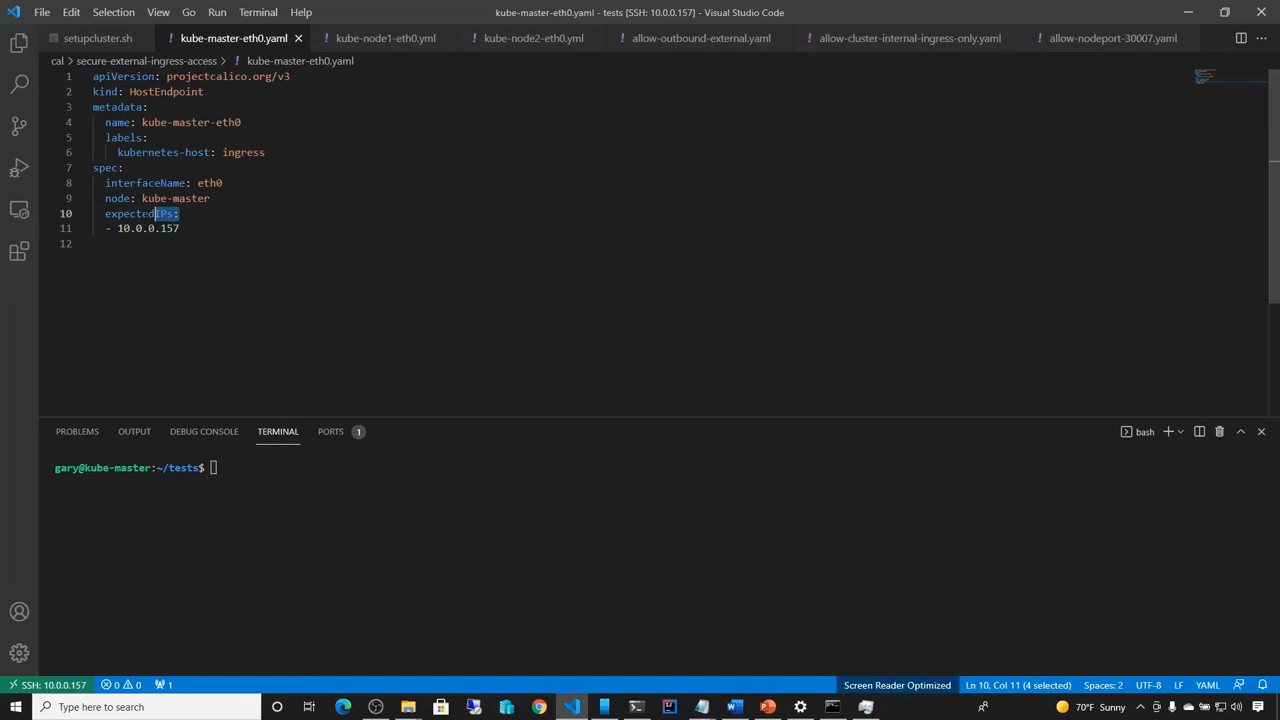 File Edit Selection View Go Run Terminal Help kube-master-eth0.yaml - tests [SSH: 10.0.0.157] - Visual Studio Code
setupcluster.sh kube-master-eth0.yaml kube-node1-eth0.yml kube-node2-eth0.yml allow-outbound-external.yaml allow-cluster-internal-ingress-only.yaml allow-nodeport-30007.yaml
cal > secure-external-ingress-access > kube-master-eth0.yaml
1 apiVersion: projectcalico.org/v3
2 kind: HostEndpoint
3 metadata:
4 name: kube-master-eth0
5 labels:
6 kubernetes-host: ingress
7 spec:
8 interfaceName: eth0
9 node: kube-master
10 expectedIPs:
11 - 10.0.0.157
12
PROBLEMS OUTPUT DEBUG CONSOLE TERMINAL PORTS 1 bash
gary@kube-master:~/tests$
SSH: 10.0.0.157 0 0 1 Screen Reader Optimized Ln 10, Col 11 (4 selected) Spaces: 2 UTF-8 LF YAML
Type here to search 70°F Sunny